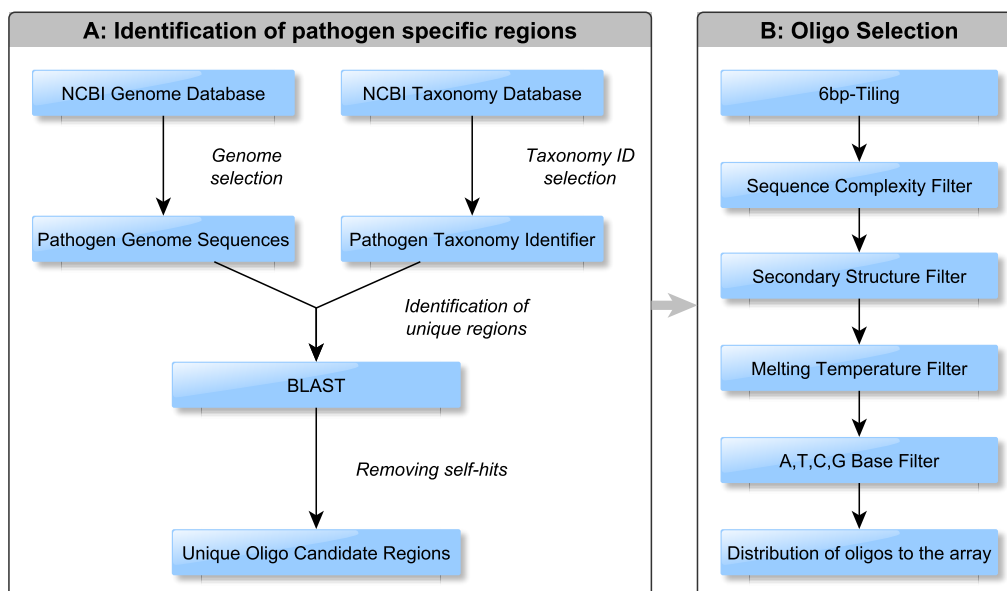 A: Identification of pathogen specific regions
NCBI Genome Database
NCBI Taxonomy Database
Genome
selection
Taxonomy ID
selection
Pathogen Genome Sequences
Pathogen Taxonomy Identifier
Identification of
unique regions
BLAST
Removing self-hits
Unique Oligo Candidate Regions
B: Oligo Selection
6bp-Tiling
Sequence Complexity Filter
Secondary Structure Filter
Melting Temperature Filter
A,T,C,G Base Filter
Distribution of oligos to the array